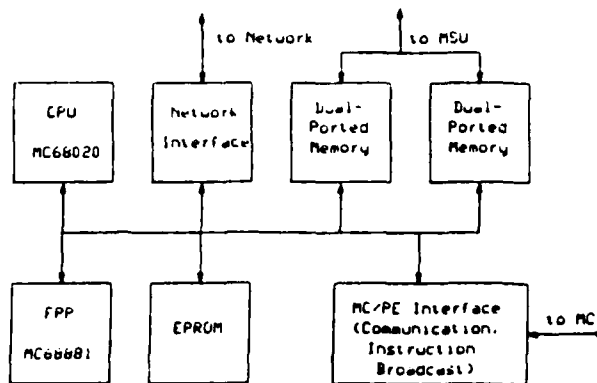 to Network
to MSU
CPU
MC68020
Network
Interface
Dual-
Ported
Memory
Dual-
Ported
Memory
FPP
MC68881
EPROM
MC/PE Interface
(Communication,
Instruction
Broadcast)
to MC